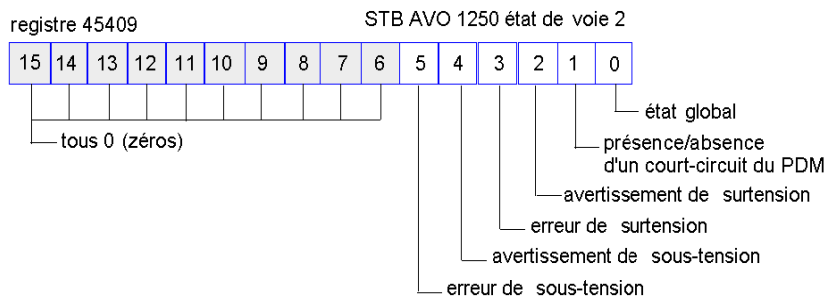 registre 45409
STB AVO 1250 état de voie 2
15 14 13 12 11 10 9 8 7 6 5 4 3 2 1 0
état global
tous 0 (zéros)
présence/absence
d'un court-circuit du PDM
avertissement de surtension
erreur de surtension
avertissement de sous-tension
erreur de sous-tension